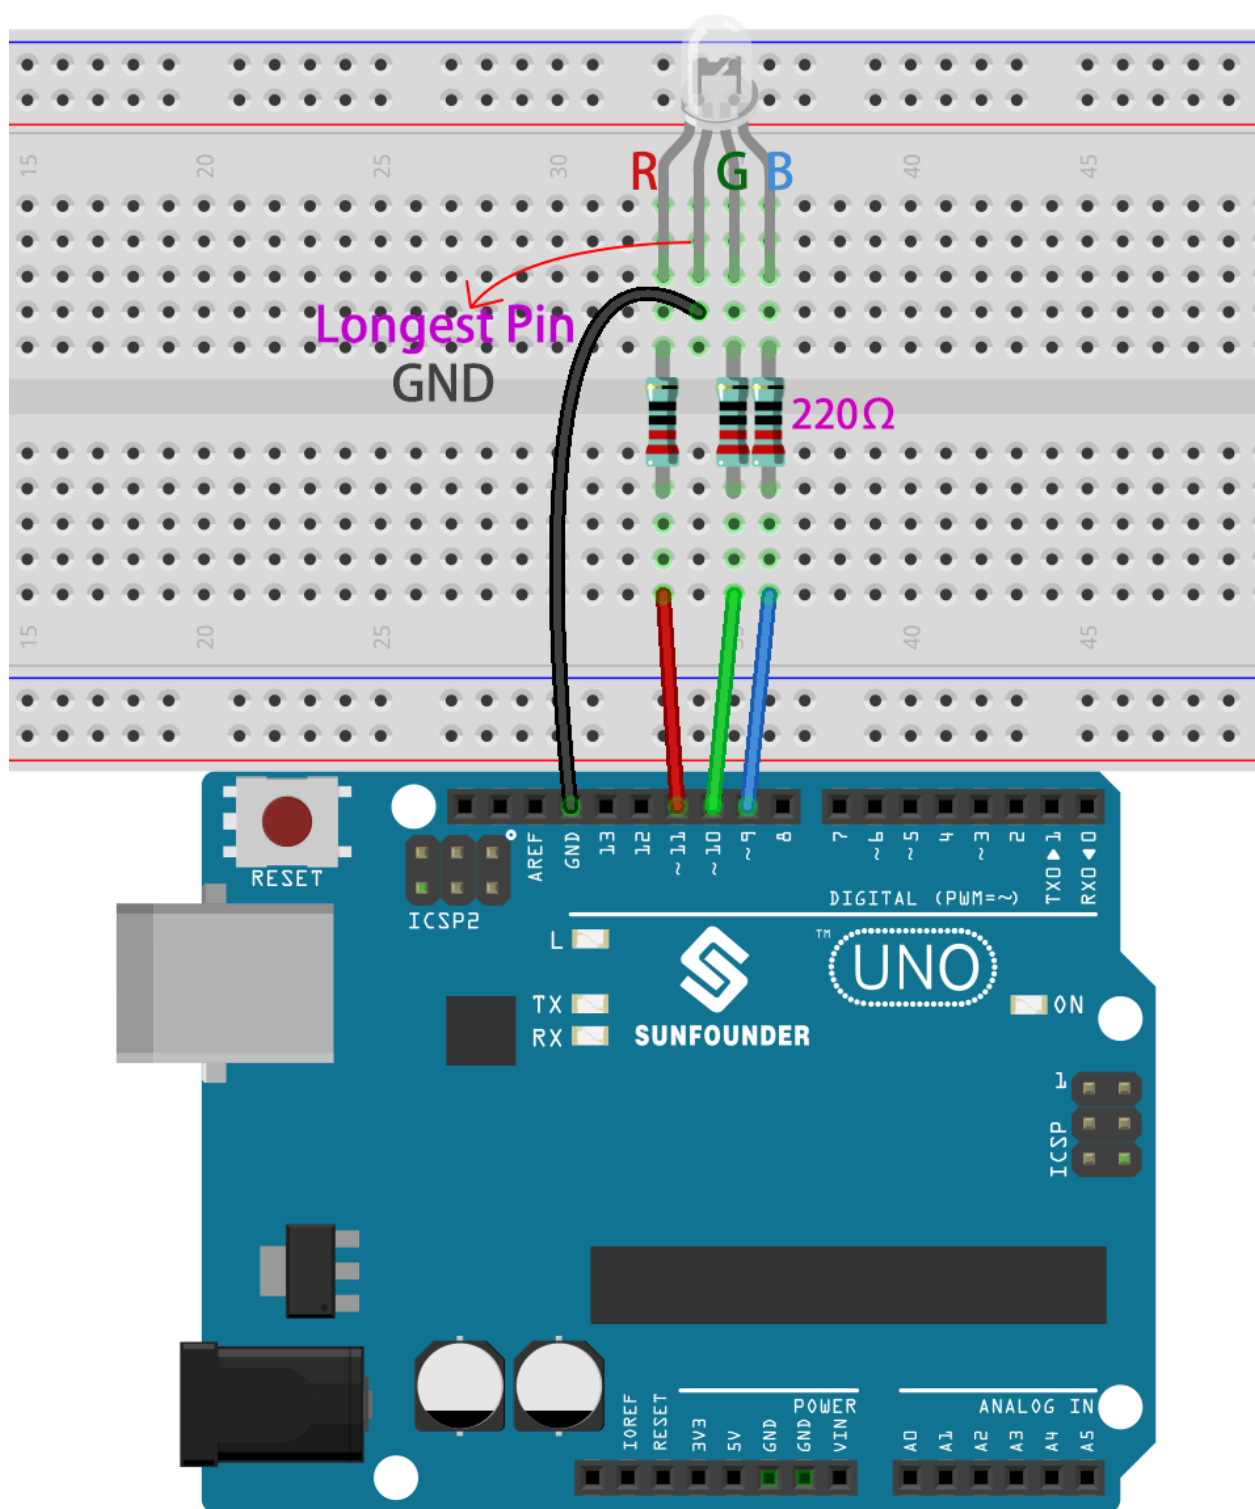 15 20 25 30 40 45
R G B
Longest Pin
GND
220Ω
15 20 25 35 40 45
RESET
ICSP2
AREF GND 13 12 ~11 ~10 ~9 8 7 ~6 ~5 4 ~3 2 TX0▶1 RX0◀0
DIGITAL (PWM=~)
L
TX
RX
SUNFOUNDER
™ UNO
ON
1
ICSP
POWER
ANALOG IN
IOREF RESET 3V3 5V GND GND VIN A0 A1 A2 A3 A4 A5